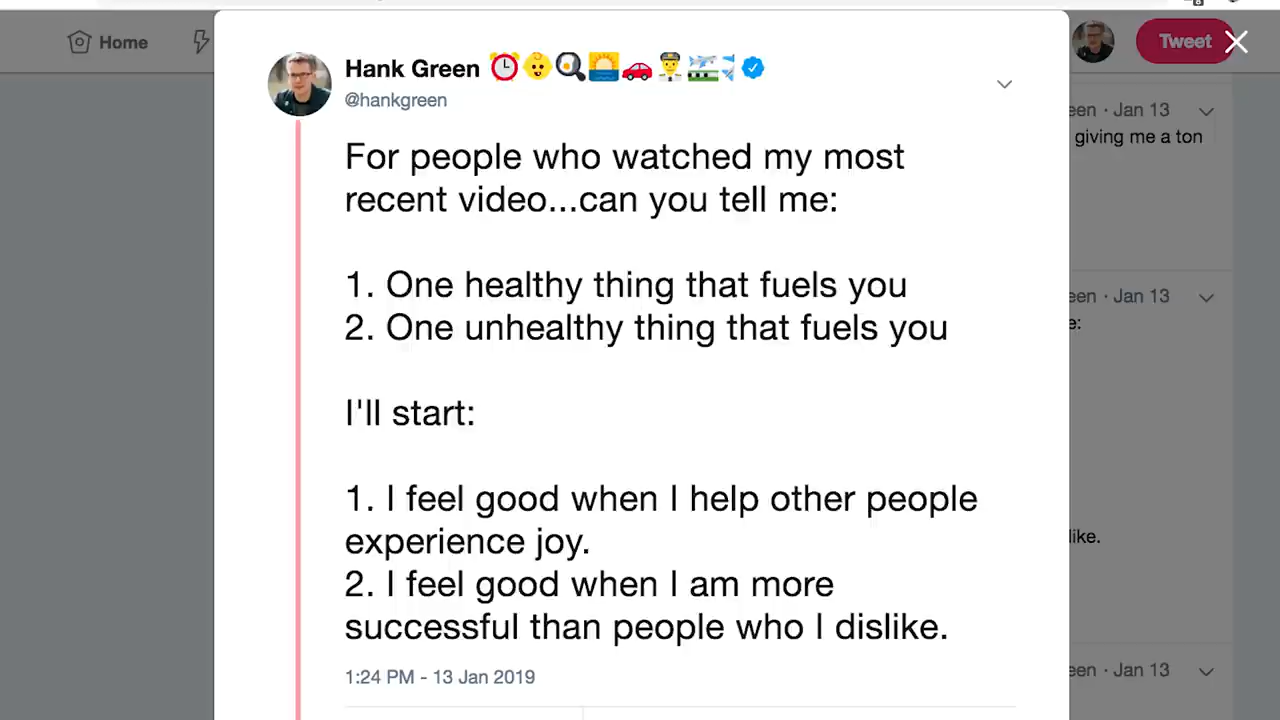 Home
Tweet
Hank Green
@hankgreen
For people who watched my most
recent video...can you tell me:
1. One healthy thing that fuels you
2. One unhealthy thing that fuels you
I'll start:
1. I feel good when I help other people
experience joy.
2. I feel good when I am more
successful than people who I dislike.
1:24 PM - 13 Jan 2019
een · Jan 13
giving me a ton
een · Jan 13
e:
like.
een · Jan 13